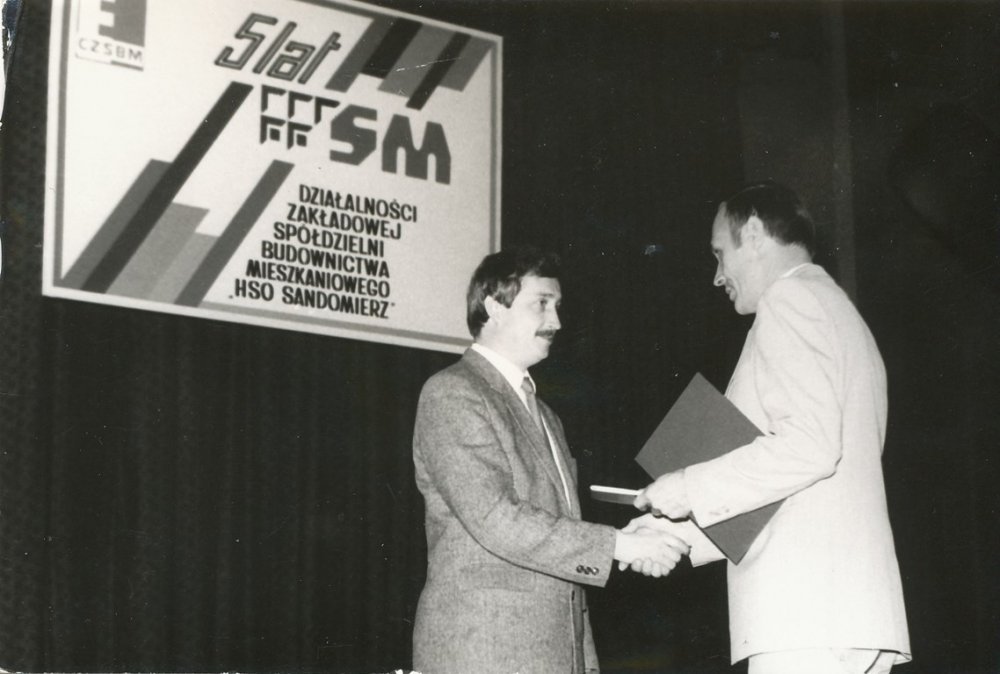 CZSBM
5lat
SM
DZIAŁALNOŚCI
ZAKŁADOWEJ
SPÓŁDZIELNI
BUDOWNICTWA
MIESZKANIOWEGO
„HSO SANDOMIERZ”